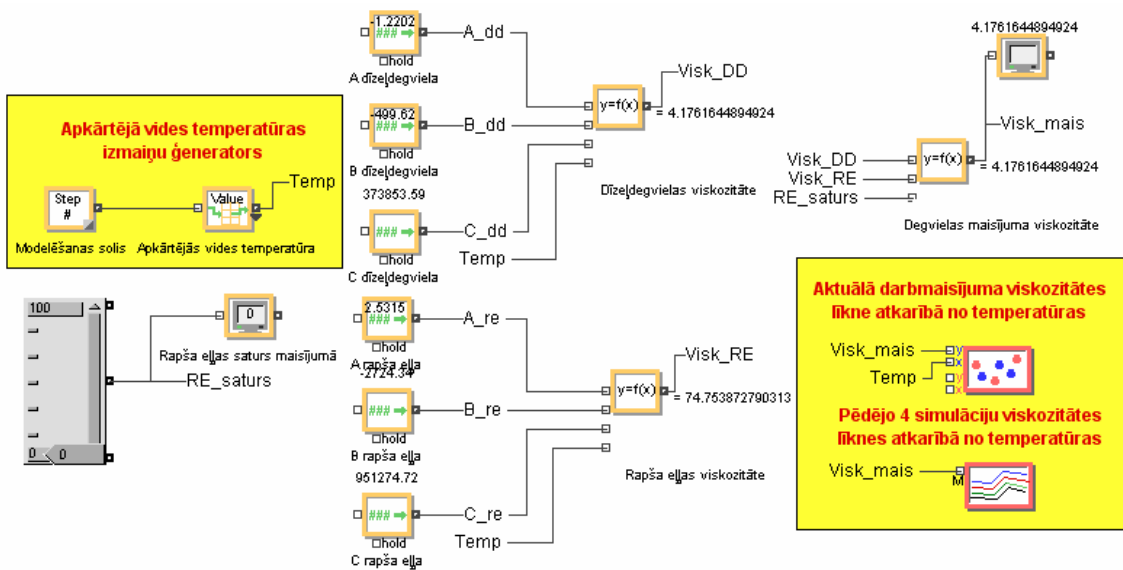 Apkārtējā vides temperatūras
izmaiņu ģenerators
Step
#
Modelēšanas solis
Value
Apkārtējās vides temperatūra
Temp
100
0
0
0
Rapša eļļas saturs maisījumā
RE_saturs
-1.2202
###
hold
A dīzeļdegviela
A_dd
-499.62
###
hold
B dīzeļdegviela
B_dd
373853.59
###
hold
C dīzeļdegviela
C_dd
Temp
y=f(x)
Visk_DD
= 4.1761644894924
Dīzeļdegvielas viskozitāte
2.5315
###
hold
A rapša eļļa
A_re
-2724.34
###
hold
B rapša eļļa
B_re
951274.72
###
hold
C rapša eļļa
C_re
Temp
y=f(x)
Visk_RE
= 74.753872790313
Rapša eļļas viskozitāte
4.1761644894924
Visk_mais
Visk_DD
Visk_RE
RE_saturs
y=f(x)
= 4.1761644894924
Degvielas maisījuma viskozitāte
Aktuālā darbmaisījuma viskozitātes
līkne atkarībā no temperatūras
Visk_mais
Temp
y
x
y
x
Pēdējo 4 simulāciju viskozitātes
līknes atkarībā no temperatūras
Visk_mais
M